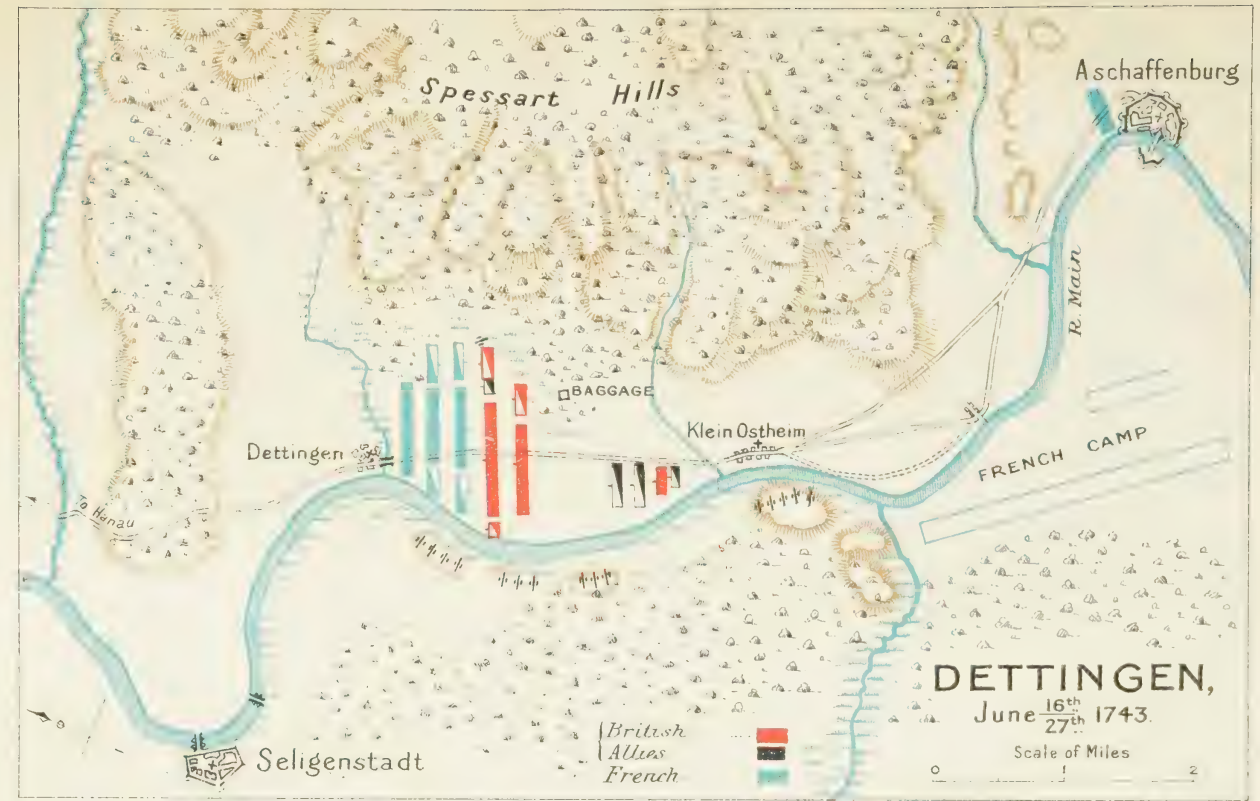 Spessart Hills
Aschaffenburg
R. Main
BAGGAGE
Klein Ostheim
Dettingen
FRENCH CAMP
To Hanau
DETTINGEN,
June 16th/27th 1743.
Scale of Miles
0 1 2
British
Allies
French
Seligenstadt